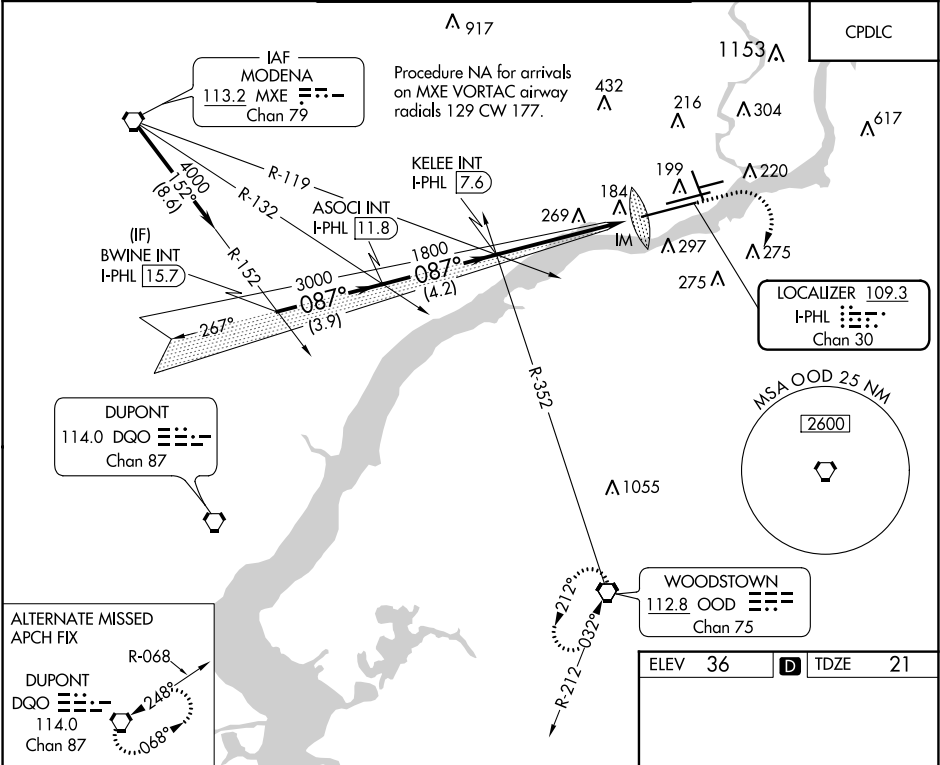 917
CPDLC
1153
IAF
MODENA
113.2 MXE
Chan 79
Procedure NA for arrivals
on MXE VORTAC airway
radials 129 CW 177.
432
216
304
617
4000
152°
(8.6)
R-119
R-132
R-152
KELEE INT
I-PHL 7.6
199
220
184
269
IM
297
275
275
ASOCI INT
I-PHL 11.8
(IF)
BWINE INT
I-PHL 15.7
3000
087°
(3.9)
1800
087°
(4.2)
267°
LOCALIZER 109.3
I-PHL
Chan 30
R-352
MSA OOD 25 NM
2600
DUPONT
114.0 DQO
Chan 87
1055
WOODSTOWN
112.8 OOD
Chan 75
212°
032°
R-212
ALTERNATE MISSED
APCH FIX
R-068
DUPONT
DQO
114.0
Chan 87
248°
068°
ELEV 36 D TDZE 21